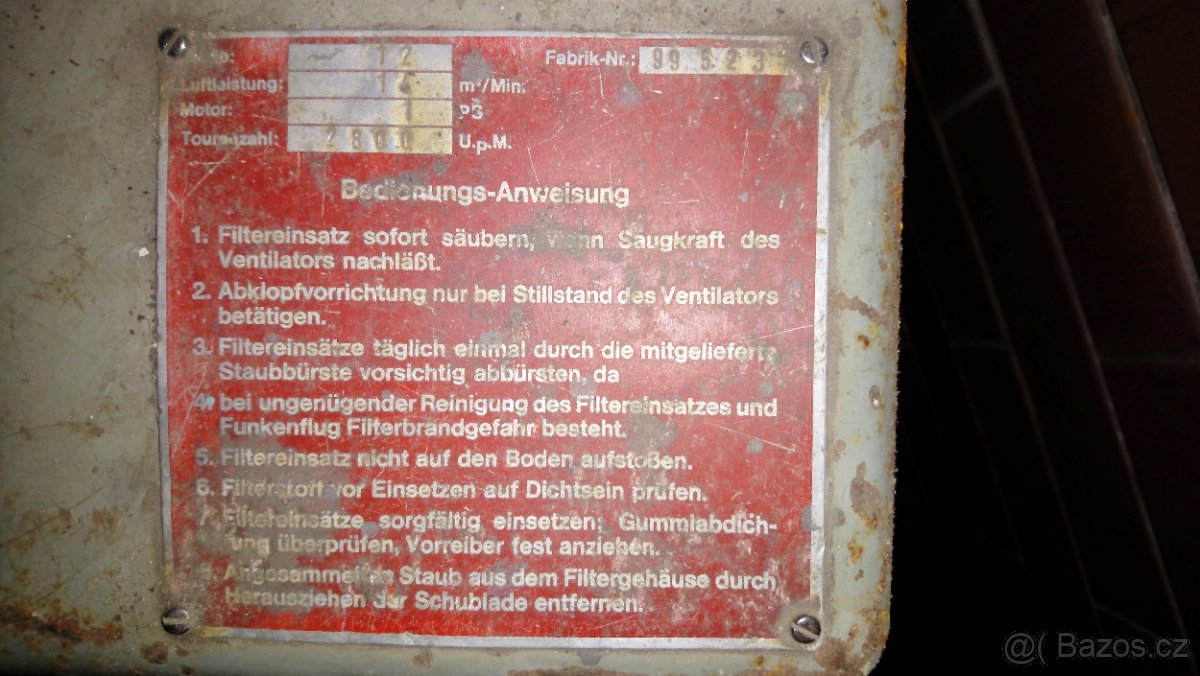 12 Fabrik-Nr.: 99 523
Luftleistung: m³/Min.
Motor: 1 PS
Tourenzahl: 2800 U.p.M.
Bedienungs-Anweisung
1. Filtereinsatz sofort säubern, wenn Saugkraft des
Ventilators nachläßt.
2. Abklopfvorrichtung nur bei Stillstand des Ventilators
betätigen.
3. Filtereinsätze täglich einmal durch die mitgelieferte
Staubbürste vorsichtig abbürsten, da
4. bei ungenügender Reinigung des Filtereinsatzes und
Funkenflug Filterbrandgefahr besteht.
5. Filtereinsatz nicht auf den Boden aufstoßen.
6. Filterstoff vor Einsetzen auf Dichtsein prüfen.
7. Filtereinsätze sorgfältig einsetzen; Gummiabdich-
tung überprüfen, Vorreiber fest anziehen.
8. Angesammelten Staub aus dem Filtergehäuse durch
Herausziehen der Schublade entfernen.
@( Bazos.cz